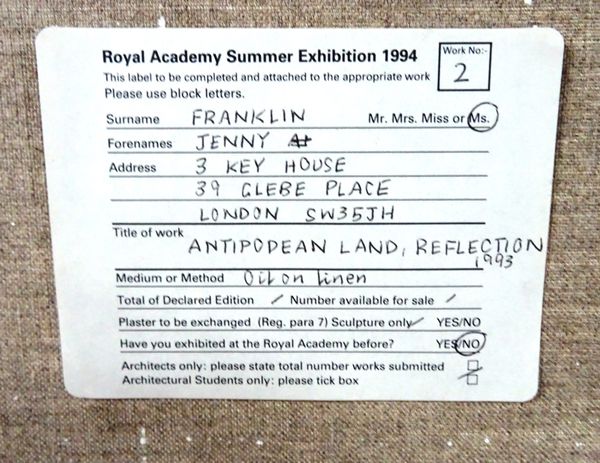 Royal Academy Summer Exhibition 1994
Work No:-
2
This label to be completed and attached to the appropriate work
Please use block letters.
Surname FRANKLIN Mr. Mrs. Miss or Ms.
Forenames JENNY
Address 3 KEY HOUSE
39 GLEBE PLACE
LONDON SW35JH
Title of work ANTIPODEAN LAND, REFLECTION
1993
Medium or Method Oil on linen
Total of Declared Edition / Number available for sale /
Plaster to be exchanged (Reg. para 7) Sculpture only YES/NO
Have you exhibited at the Royal Academy before? YES/NO
Architects only: please state total number works submitted
Architectural Students only: please tick box